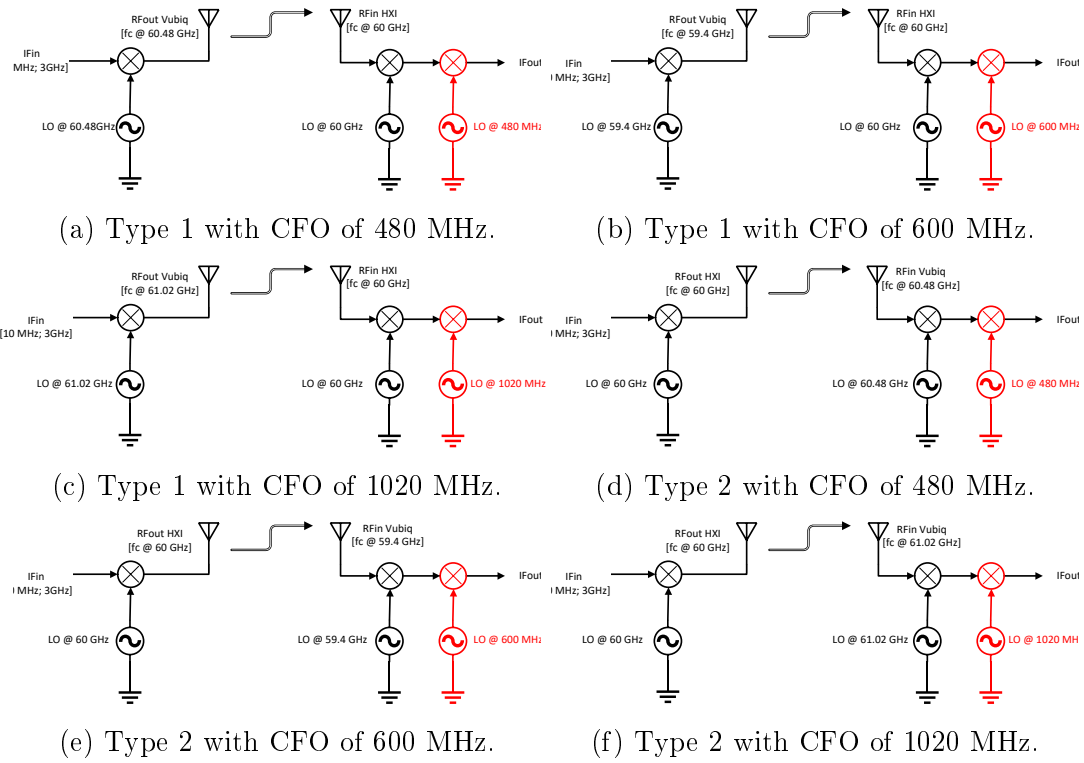 RFout Vubiq
[fc @ 60.48 GHz]
RFin HXI
[fc @ 60 GHz]
IFin
MHz; 3GHz]
IFout
LO @ 60.48GHz
LO @ 60 GHz
LO @ 480 MHz
(a) Type 1 with CFO of 480 MHz.
RFout Vubiq
[fc @ 59.4 GHz]
RFin HXI
[fc @ 60 GHz]
IFin
MHz; 3GHz]
IFout
LO @ 59.4 GHz
LO @ 60 GHz
LO @ 600 MHz
(b) Type 1 with CFO of 600 MHz.
RFout Vubiq
[fc @ 61.02 GHz]
RFin HXI
[fc @ 60 GHz]
IFin
[10 MHz; 3GHz]
IFout
LO @ 61.02 GHz
LO @ 60 GHz
LO @ 1020 MHz
(c) Type 1 with CFO of 1020 MHz.
RFout HXI
[fc @ 60 GHz]
RFin Vubiq
[fc @ 60.48 GHz]
IFin
MHz; 3GHz]
IFout
LO @ 60 GHz
LO @ 60.48 GHz
LO @ 480 MHz
(d) Type 2 with CFO of 480 MHz.
RFout HXI
[fc @ 60 GHz]
RFin Vubiq
[fc @ 59.4 GHz]
IFin
MHz; 3GHz]
IFout
LO @ 60 GHz
LO @ 59.4 GHz
LO @ 600 MHz
(e) Type 2 with CFO of 600 MHz.
RFout HXI
[fc @ 60 GHz]
RFin Vubiq
[fc @ 61.02 GHz]
IFin
MHz; 3GHz]
IFout
LO @ 60 GHz
LO @ 61.02 GHz
LO @ 1020 MH
(f) Type 2 with CFO of 1020 MHz.